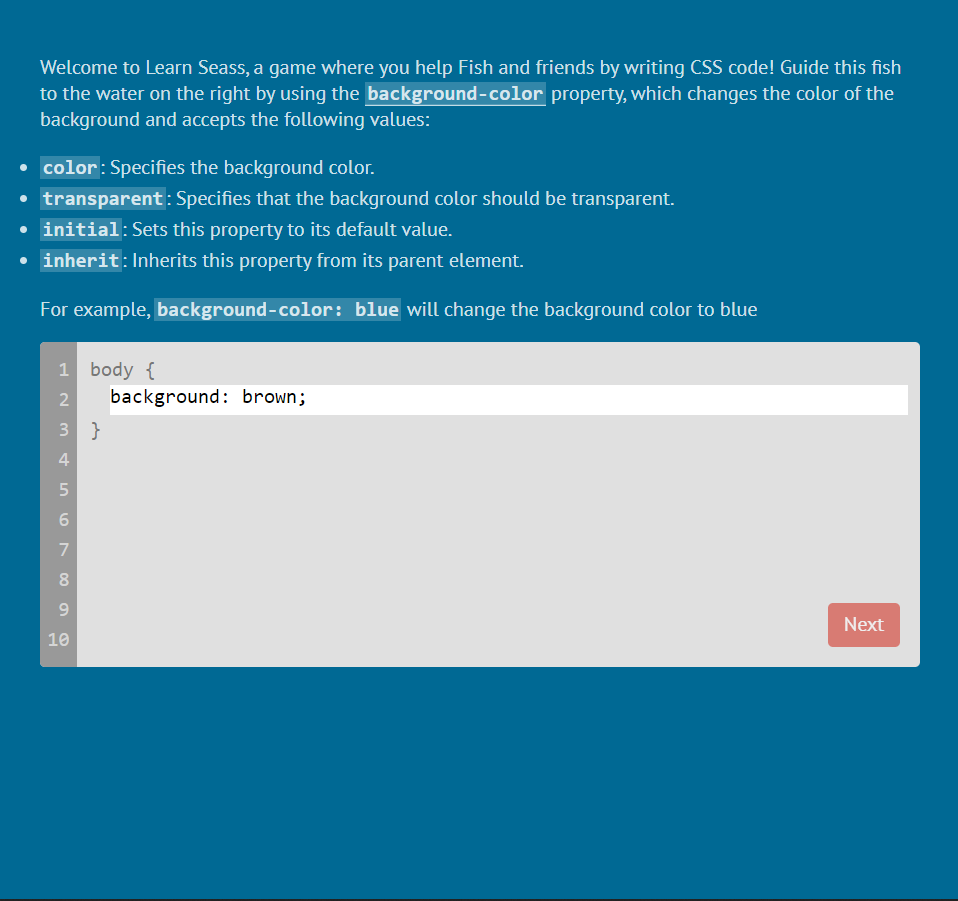 Welcome to Learn Seass, a game where you help Fish and friends by writing CSS code! Guide this fish
to the water on the right by using the background-color property, which changes the color of the
background and accepts the following values:
• color: Specifies the background color.
• transparent: Specifies that the background color should be transparent.
• initial: Sets this property to its default value.
• inherit: Inherits this property from its parent element.
For example, background-color: blue will change the background color to blue
1 body {
2 background: brown;
3 }
4
5
6
7
8
9
10
Next